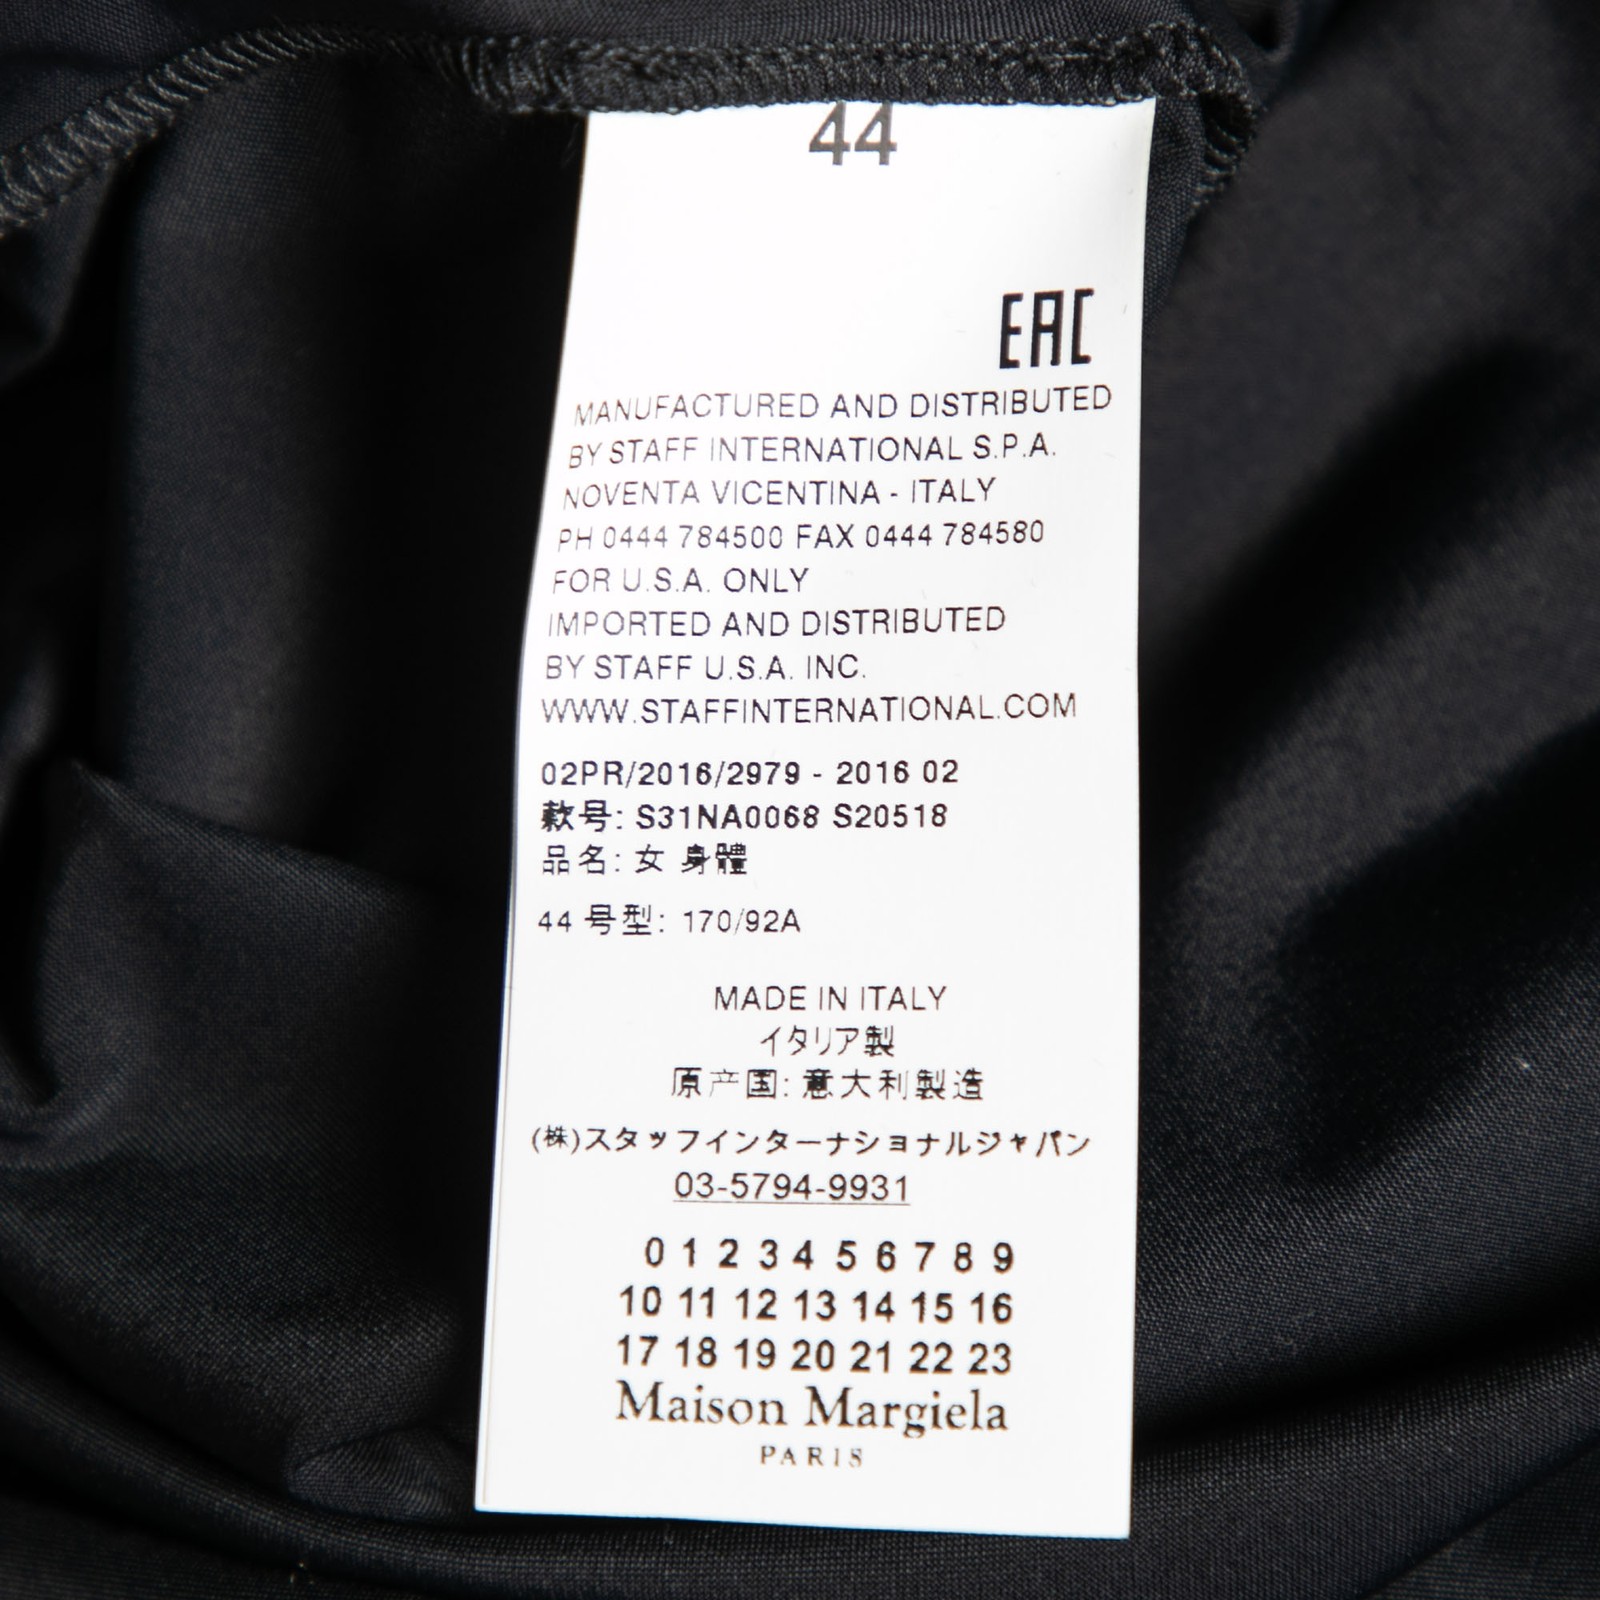 44
EAC
MANUFACTURED AND DISTRIBUTED
BY STAFF INTERNATIONAL S.P.A.
NOVENTA VICENTINA - ITALY
PH 0444 784500 FAX 0444 784580
FOR U.S.A. ONLY
IMPORTED AND DISTRIBUTED
BY STAFF U.S.A. INC.
WWW.STAFFINTERNATIONAL.COM
02PR/2016/2979 - 2016 02
款号: S31NA0068 S20518
品名: 女 身體
44 号型: 170/92A
MADE IN ITALY
イタリア製
原产国: 意大利製造
(株)スタッフインターナショナルジャパン
03-5794-9931
0 1 2 3 4 5 6 7 8 9
10 11 12 13 14 15 16
17 18 19 20 21 22 23
Maison Margiela
PARIS